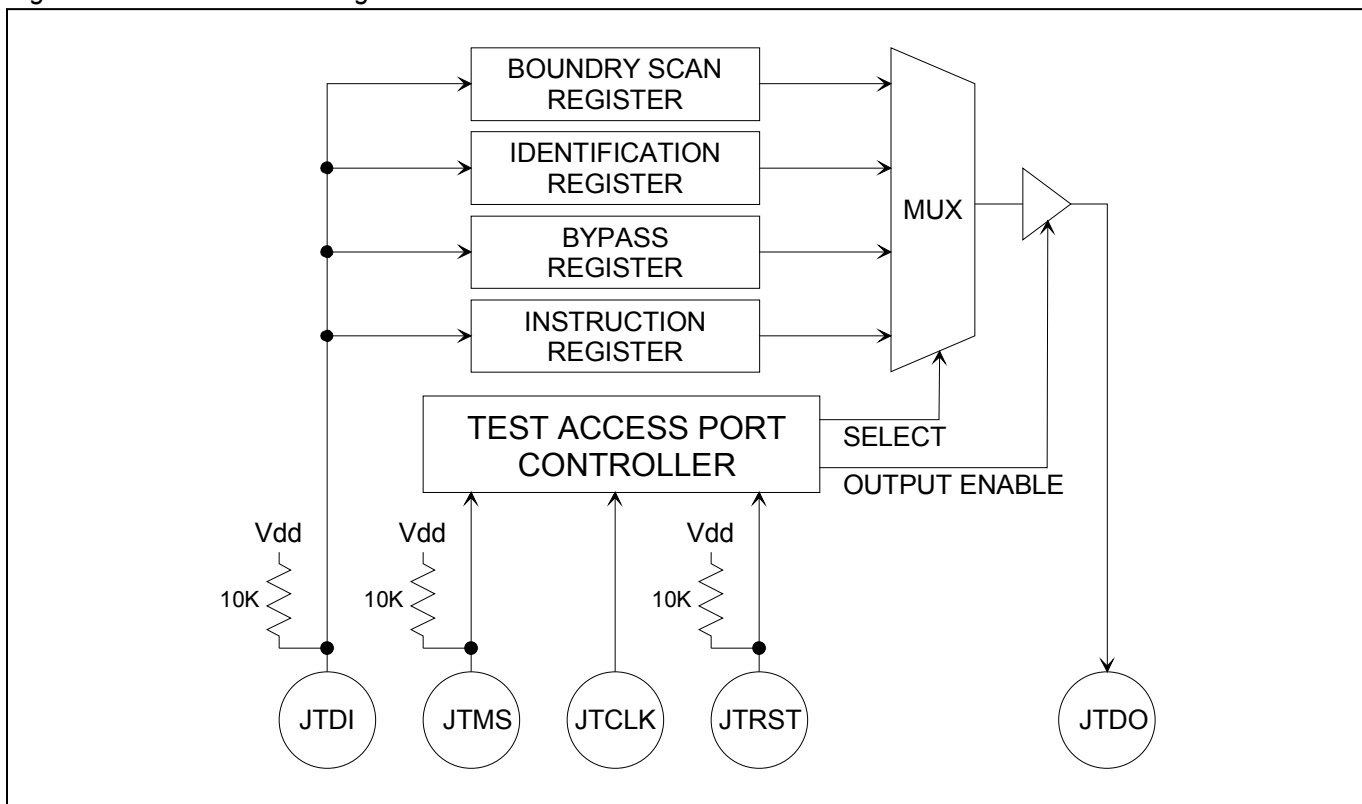 BOUNDRY SCAN
REGISTER
IDENTIFICATION
REGISTER
BYPASS
REGISTER
INSTRUCTION
REGISTER
MUX
TEST ACCESS PORT
CONTROLLER
SELECT
OUTPUT ENABLE
Vdd
Vdd
Vdd
10K
10K
10K
JTDI
JTMS
JTCLK
JTRST
JTDO